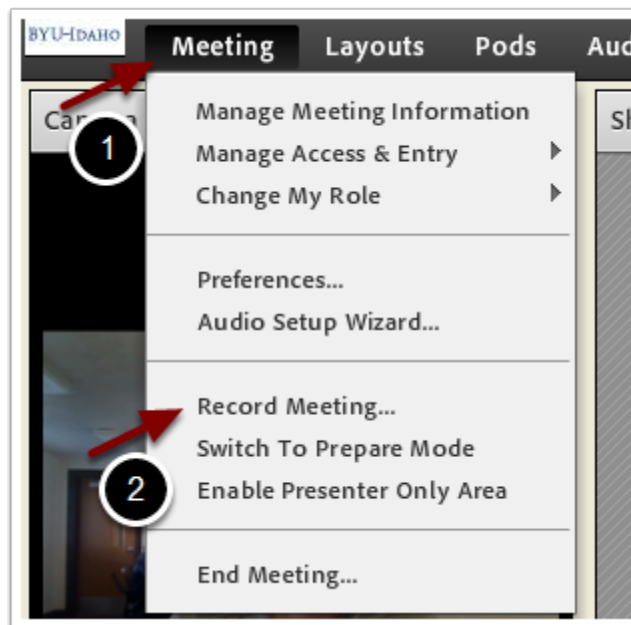 BYU-IDAHO
Meeting Layouts Pods Aud
1
Manage Meeting Information
Manage Access & Entry
Change My Role
Preferences...
Audio Setup Wizard...
Record Meeting...
Switch To Prepare Mode
2
Enable Presenter Only Area
End Meeting...